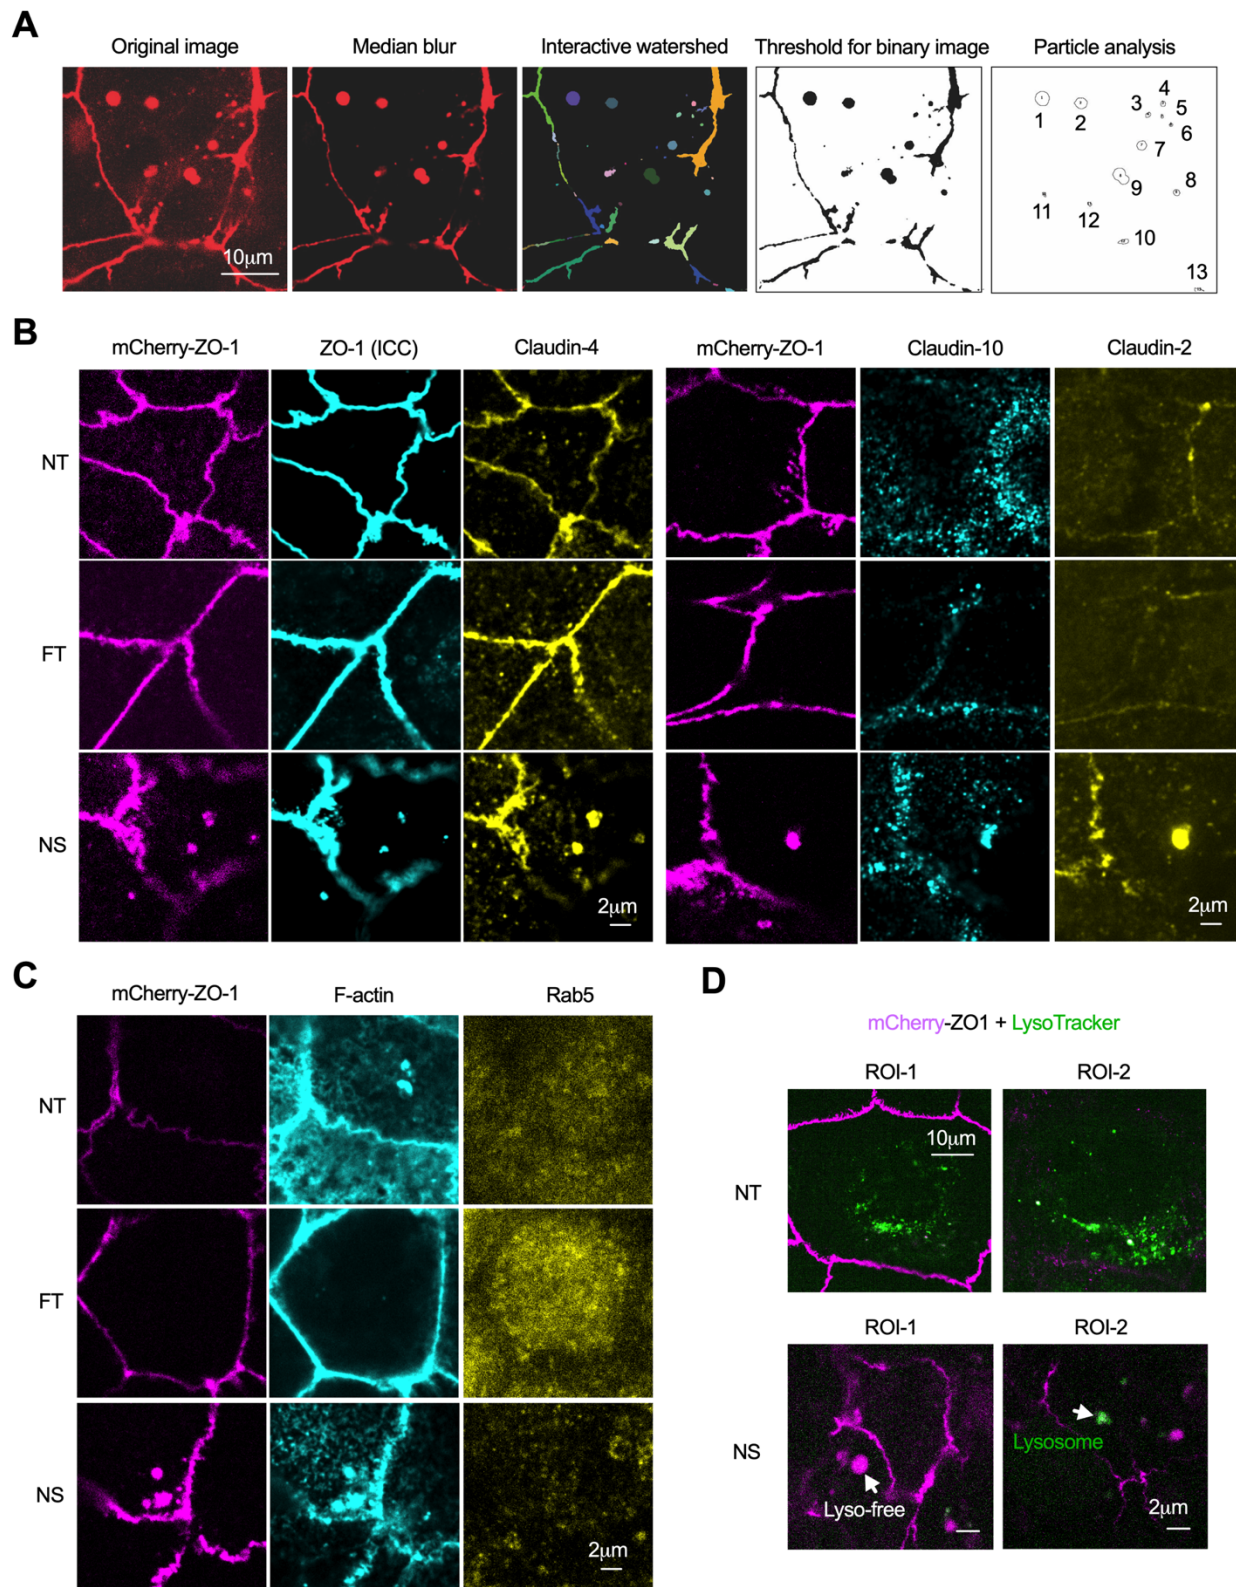 A
Original image Median blur Interactive watershed Threshold for binary image Particle analysis
10μm
1 2 3 4 5 6 7 8 9 10 11 12 13
B
mCherry-ZO-1 ZO-1 (ICC) Claudin-4 mCherry-ZO-1 Claudin-10 Claudin-2
NT
FT
NS
2μm 2μm
C
mCherry-ZO-1 F-actin Rab5
NT
FT
NS
2μm
D
mCherry-ZO1 + LysoTracker
ROI-1 ROI-2
10μm
NT
ROI-1 ROI-2
Lysosome
NS
Lyso-free
2μm